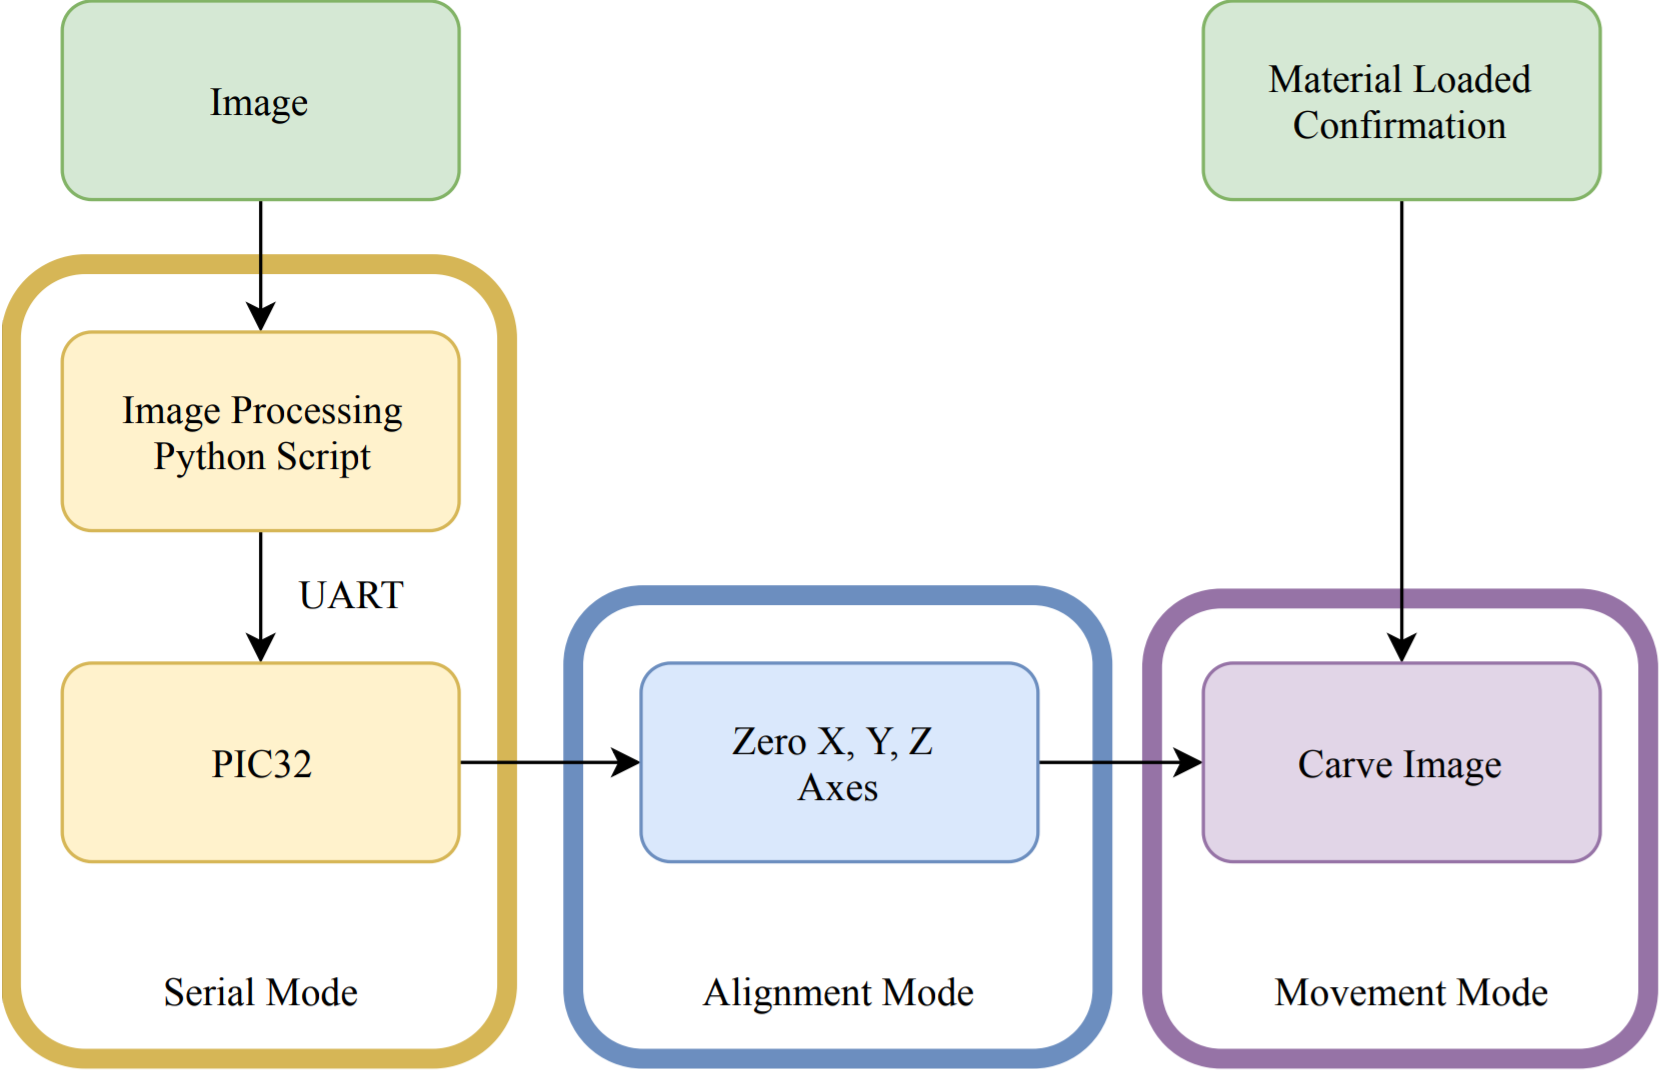 Image
Material Loaded
Confirmation
Image Processing
Python Script
UART
PIC32
Zero X, Y, Z
Axes
Carve Image
Serial Mode
Alignment Mode
Movement Mode